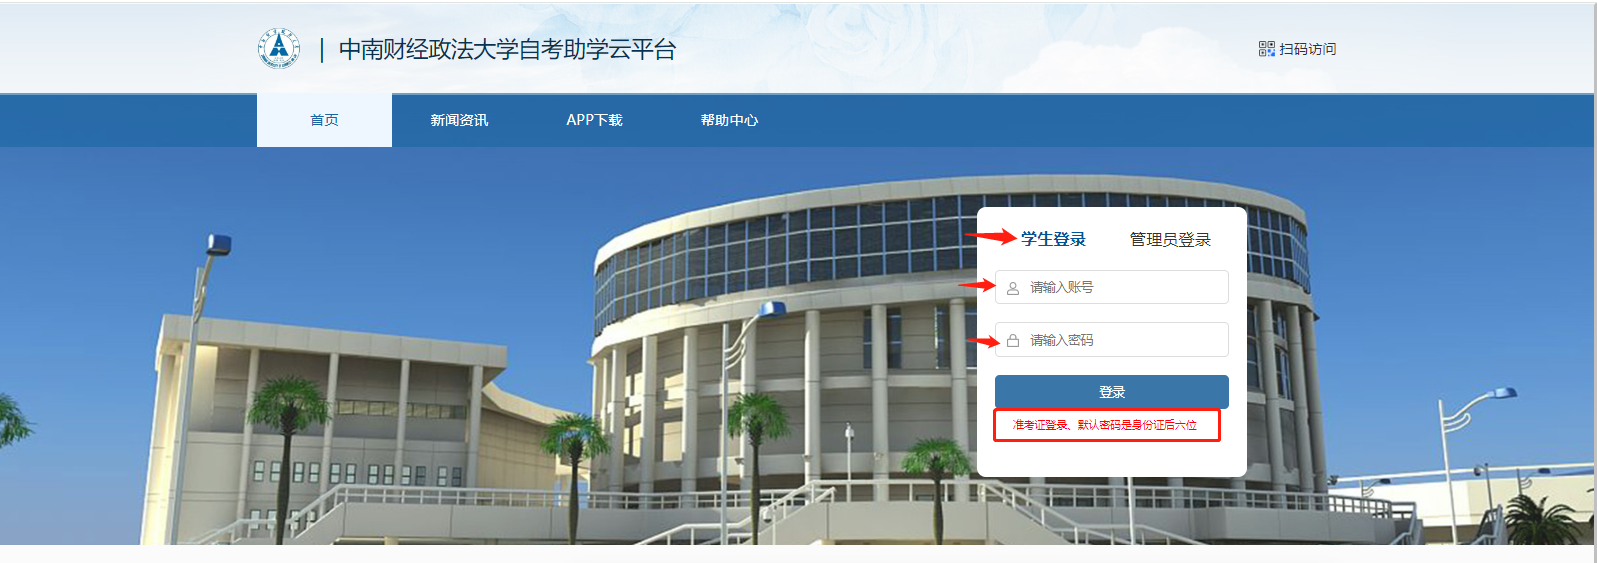 中南财经政法大学自考助学云平台
扫码访问
首页 新闻资讯 APP下载 帮助中心
学生登录 管理员登录
请输入账号
请输入密码
登录
准考证登录、默认密码是身份证后六位